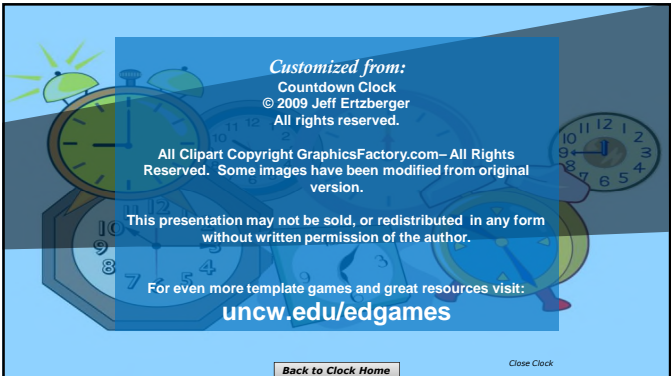 Customized from:
Countdown Clock
© 2009 Jeff Ertzberger
All rights reserved.
All Clipart Copyright GraphicsFactory.com– All Rights
Reserved. Some images have been modified from original
version.
This presentation may not be sold, or redistributed in any form
without written permission of the author.
For even more template games and great resources visit:
uncw.edu/edgames
Back to Clock Home
Close Clock